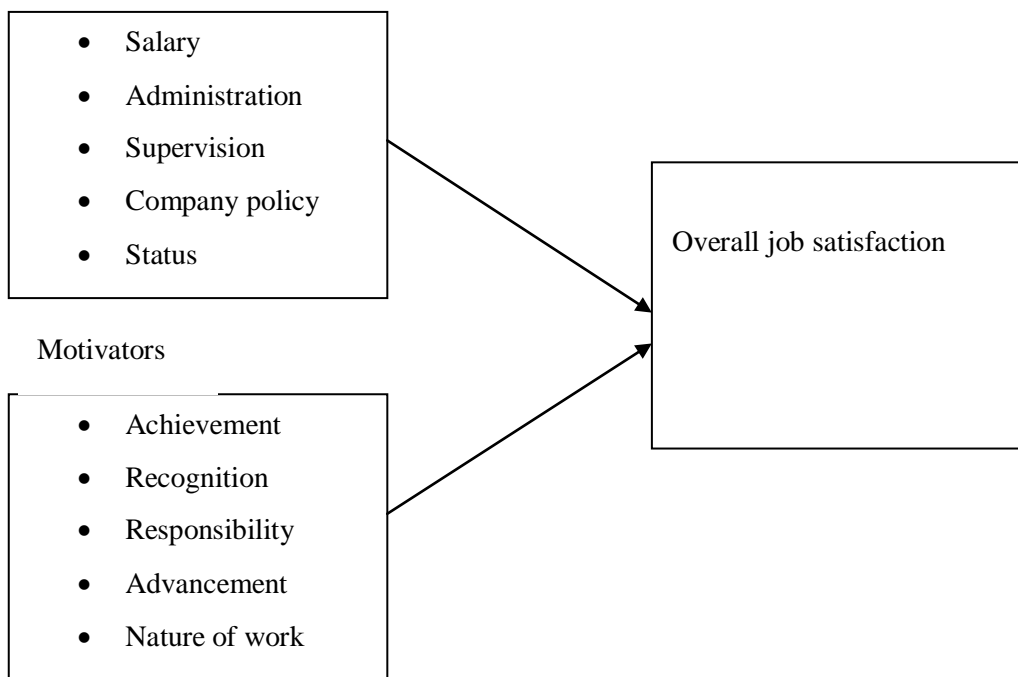 • Salary
• Administration
• Supervision
• Company policy
• Status
Overall job satisfaction
Motivators
• Achievement
• Recognition
• Responsibility
• Advancement
• Nature of work